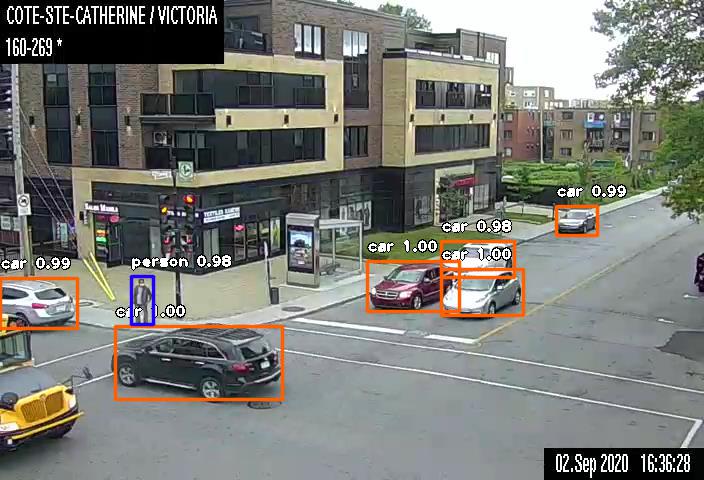 COTE-STE-CATHERINE / VICTORIA
160-269 *
car 0.99
car 0.98
car 1.00
car 1.00
car 0.99
person 0.98
car 1.00
02.Sep 2020 16:36:28